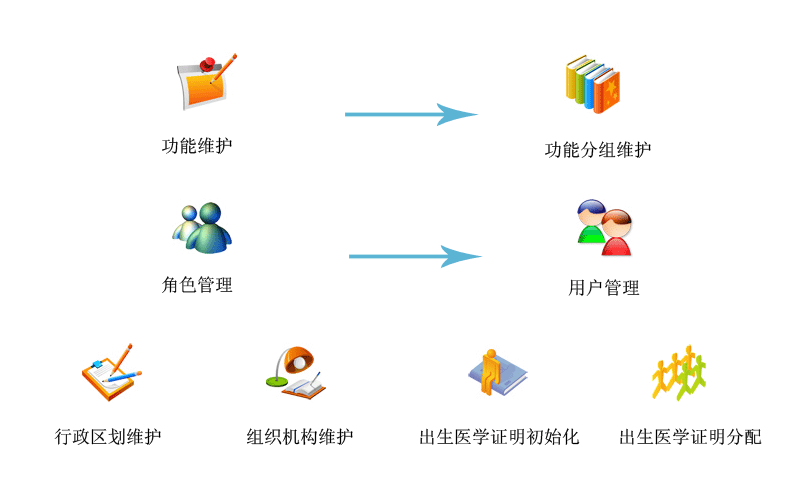 功能维护
功能分组维护
角色管理
用户管理
行政区划维护
组织机构维护
出生医学证明初始化
出生医学证明分配